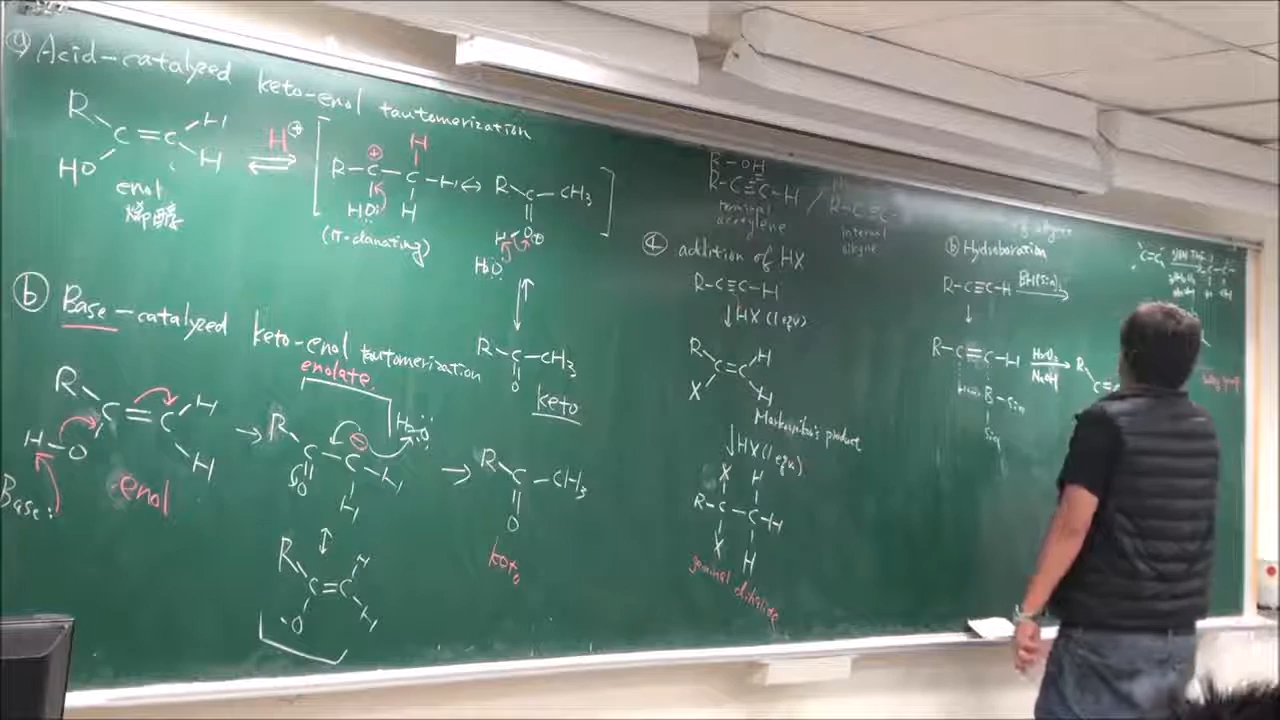 a) Acid-catalyzed keto-enol tautomerization
R
C=C
H
H
HO
enol
烯醇
H⊕
⊕
H
R-C-C-H
HO:
H
(π-donating)
R
C-CH3
O⊕
H
H2O:
R-C-CH3
O
keto
b) Base-catalyzed keto-enol tautomerization
R
C=C
H
H
H-O
Base:
enol
enolate
R
C-C
⊖
H
H
O
H2O:
R
C-CH3
O
keto
R
C=C
H
H
O
R-OH
R-C≡C-H / R-C≡C-
terminal
acetylene
internal
alkyne
a) addition of HX
R-C≡C-H
↓HX (1 equ)
R
C=C
H
X
H
Markovnikov's product
↓HX (1 equ)
X H
R-C-C-H
X H
geminal dihalide
b) Hydroboration
R-C≡C-H
R-C=C-H
H2O2
NaOH
R
C=C